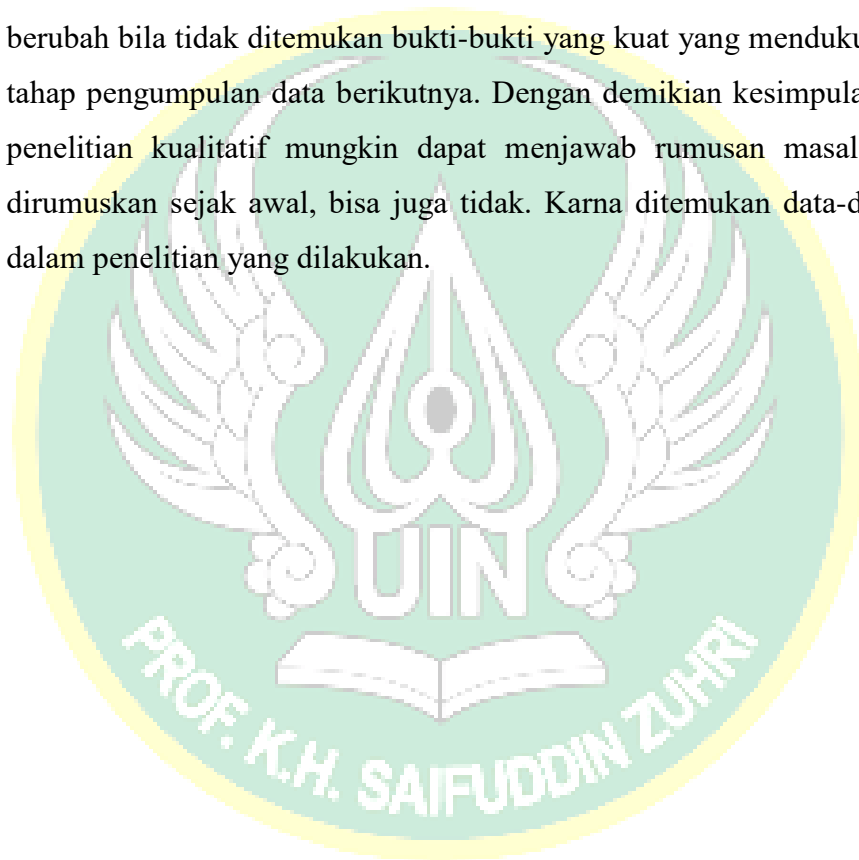 berubah bila tidak ditemukan bukti-bukti yang kuat yang menduku
tahap pengumpulan data berikutnya. Dengan demikian kesimpula
penelitian kualitatif mungkin dapat menjawab rumusan masal
dirumuskan sejak awal, bisa juga tidak. Karna ditemukan data-d
dalam penelitian yang dilakukan.
UIN
PROF. K.H. SAIFUDDIN ZUHRI